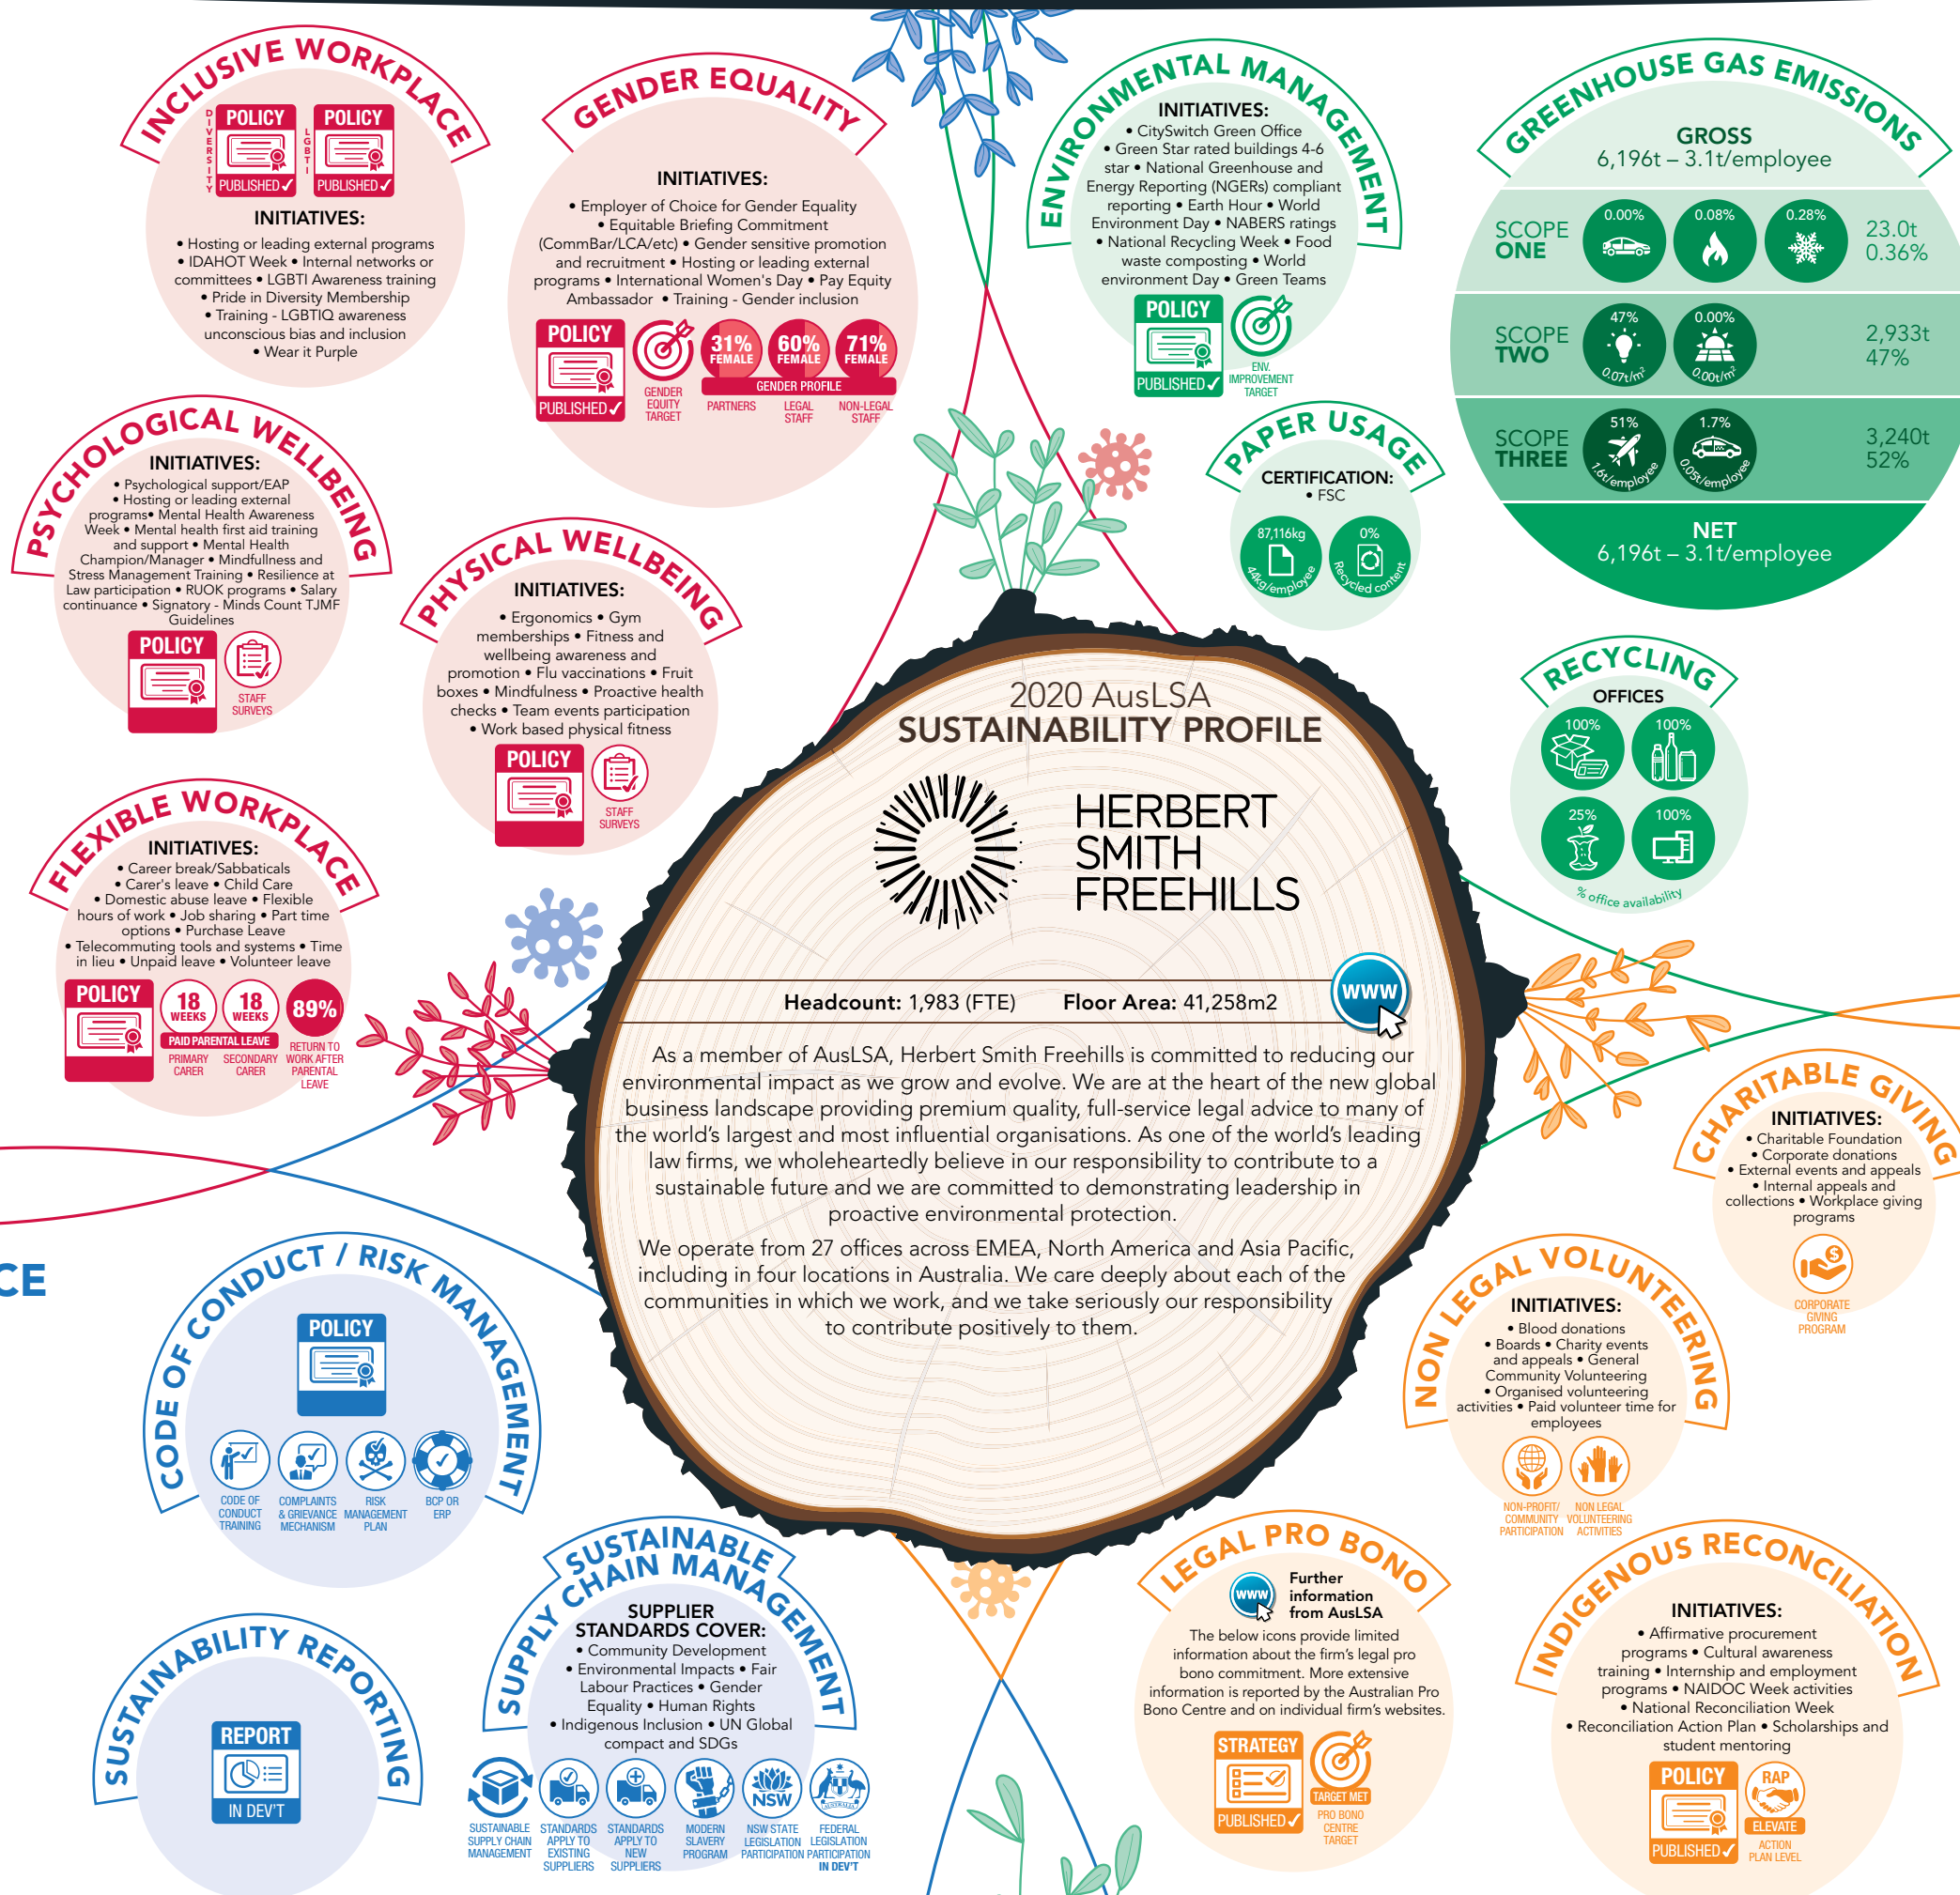 INCLUSIVE WORKPLACE
DIVERSITY
POLICY
PUBLISHED ✓
LGBTI
POLICY
PUBLISHED ✓
INITIATIVES:
• Hosting or leading external programs
• IDAHOT Week • Internal networks or
committees • LGBTI Awareness training
• Pride in Diversity Membership
• Training - LGBTIQ awareness
unconscious bias and inclusion
• Wear it Purple
GENDER EQUALITY
INITIATIVES:
• Employer of Choice for Gender Equality
• Equitable Briefing Commitment
(CommBar/LCA/etc) • Gender sensitive promotion
and recruitment • Hosting or leading external
programs • International Women's Day • Pay Equity
Ambassador • Training - Gender inclusion
POLICY
PUBLISHED ✓
GENDER
EQUITY
TARGET
31%
FEMALE
60%
FEMALE
71%
FEMALE
GENDER PROFILE
PARTNERS
LEGAL
STAFF
NON-LEGAL
STAFF
ENVIRONMENTAL MANAGEMENT
INITIATIVES:
• CitySwitch Green Office
• Green Star rated buildings 4-6
star • National Greenhouse and
Energy Reporting (NGERs) compliant
reporting • Earth Hour • World
Environment Day • NABERS ratings
• National Recycling Week • Food
waste composting • World
environment Day • Green Teams
POLICY
PUBLISHED ✓
ENV.
IMPROVEMENT
TARGET
GREENHOUSE GAS EMISSIONS
GROSS
6,196t – 3.1t/employee
SCOPE
ONE
0.00%
0.08%
0.28%
23.0t
0.36%
SCOPE
TWO
47%
0.07t/m²
0.00%
0.00t/m²
2,933t
47%
SCOPE
THREE
51%
1.6t/employee
1.7%
0.05t/employee
3,240t
52%
NET
6,196t – 3.1t/employee
PSYCHOLOGICAL WELLBEING
INITIATIVES:
• Psychological support/EAP
• Hosting or leading external
programs• Mental Health Awareness
Week • Mental health first aid training
and support • Mental Health
Champion/Manager • Mindfullness and
Stress Management Training • Resilience at
Law participation • RUOK programs • Salary
continuance • Signatory - Minds Count TJMF
Guidelines
POLICY
STAFF
SURVEYS
PHYSICAL WELLBEING
INITIATIVES:
• Ergonomics • Gym
memberships • Fitness and
wellbeing awareness and
promotion • Flu vaccinations • Fruit
boxes • Mindfulness • Proactive health
checks • Team events participation
• Work based physical fitness
POLICY
STAFF
SURVEYS
PAPER USAGE
CERTIFICATION:
• FSC
87,116kg
44kg/employee
0%
Recycled content
RECYCLING
OFFICES
100%
100%
25%
100%
% office availability
FLEXIBLE WORKPLACE
INITIATIVES:
• Career break/Sabbaticals
• Carer's leave • Child Care
• Domestic abuse leave • Flexible
hours of work • Job sharing • Part time
options • Purchase Leave
• Telecommuting tools and systems • Time
in lieu • Unpaid leave • Volunteer leave
POLICY
18
WEEKS
18
WEEKS
PAID PARENTAL LEAVE
PRIMARY
CARER
SECONDARY
CARER
89%
RETURN TO
WORK AFTER
PARENTAL
LEAVE
2020 AusLSA
SUSTAINABILITY PROFILE
HERBERT
SMITH
FREEHILLS
Headcount: 1,983 (FTE) Floor Area: 41,258m2
www
As a member of AusLSA, Herbert Smith Freehills is committed to reducing our
environmental impact as we grow and evolve. We are at the heart of the new global
business landscape providing premium quality, full-service legal advice to many of
the world's largest and most influential organisations. As one of the world's leading
law firms, we wholeheartedly believe in our responsibility to contribute to a
sustainable future and we are committed to demonstrating leadership in
proactive environmental protection.
We operate from 27 offices across EMEA, North America and Asia Pacific,
including in four locations in Australia. We care deeply about each of the
communities in which we work, and we take seriously our responsibility
to contribute positively to them.
CHARITABLE GIVING
INITIATIVES:
• Charitable Foundation
• Corporate donations
• External events and appeals
• Internal appeals and
collections • Workplace giving
programs
CORPORATE
GIVING
PROGRAM
NON LEGAL VOLUNTEERING
INITIATIVES:
• Blood donations
• Boards • Charity events
and appeals • General
Community Volunteering
• Organised volunteering
activities • Paid volunteer time for
employees
NON-PROFIT/
COMMUNITY
PARTICIPATION
NON LEGAL
VOLUNTEERING
ACTIVITIES
CE
CODE OF CONDUCT / RISK MANAGEMENT
POLICY
CODE OF
CONDUCT
TRAINING
COMPLAINTS
& GRIEVANCE
MECHANISM
RISK
MANAGEMENT
PLAN
BCP OR
ERP
SUSTAINABILITY REPORTING
REPORT
IN DEV'T
SUSTAINABLE
SUPPLY CHAIN MANAGEMENT
SUPPLIER
STANDARDS COVER:
• Community Development
• Environmental Impacts • Fair
Labour Practices • Gender
Equality • Human Rights
• Indigenous Inclusion • UN Global
compact and SDGs
SUSTAINABLE
SUPPLY CHAIN
MANAGEMENT
STANDARDS
APPLY TO
EXISTING
SUPPLIERS
STANDARDS
APPLY TO
NEW
SUPPLIERS
MODERN
SLAVERY
PROGRAM
NSW
NSW STATE
LEGISLATION
PARTICIPATION
AUSTRALIA
FEDERAL
LEGISLATION
PARTICIPATION
IN DEV'T
LEGAL PRO BONO
www
Further
information
from AusLSA
The below icons provide limited
information about the firm's legal pro
bono commitment. More extensive
information is reported by the Australian Pro
Bono Centre and on individual firm's websites.
STRATEGY
PUBLISHED ✓
TARGET MET
PRO BONO
CENTRE
TARGET
INDIGENOUS RECONCILIATION
INITIATIVES:
• Affirmative procurement
programs • Cultural awareness
training • Internship and employment
programs • NAIDOC Week activities
• National Reconciliation Week
• Reconciliation Action Plan • Scholarships and
student mentoring
POLICY
PUBLISHED ✓
RAP
ELEVATE
ACTION
PLAN LEVEL